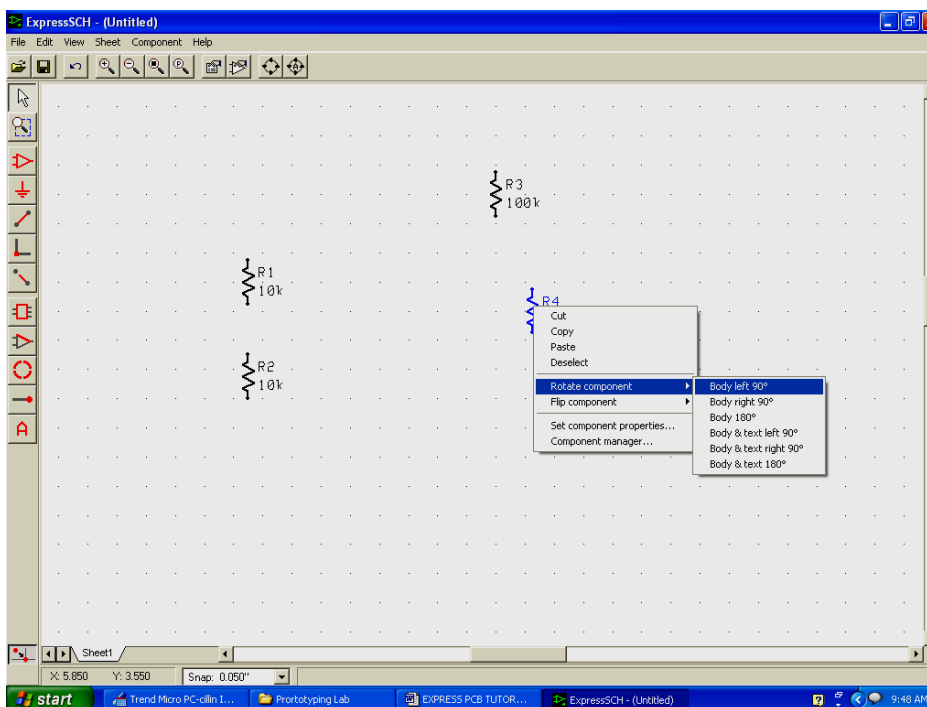 ExpressSCH - (Untitled)
File Edit View Sheet Component Help
R3
100k
R1
10k
R4
R2
10k
Cut
Copy
Paste
Deselect
Rotate component
Flip component
Set component properties...
Component manager...
Body left 90°
Body right 90°
Body 180°
Body & text left 90°
Body & text right 90°
Body & text 180°
A
Sheet1
X: 5.850 Y: 3.550 Snap: 0.050"
start Trend Micro PC-cillin I... Prortotyping Lab EXPRESS PCB TUTOR... ExpressSCH - (Untitled) 9:48 AM